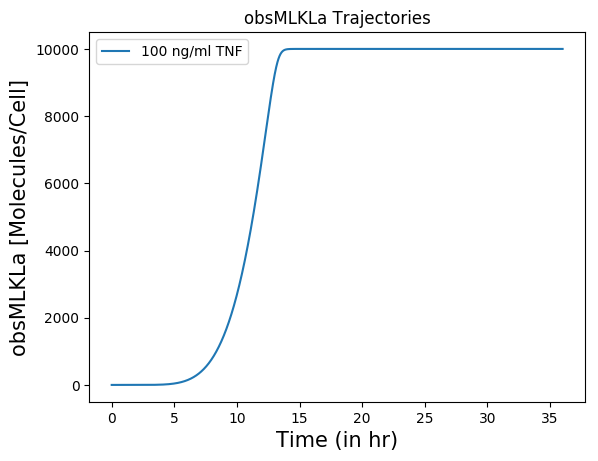 obsMLKLa Trajectories
100 ng/ml TNF
obsMLKLa [Molecules/Cell]
10000
8000
6000
4000
2000
0
0 5 10 15 20 25 30 35
Time (in hr)